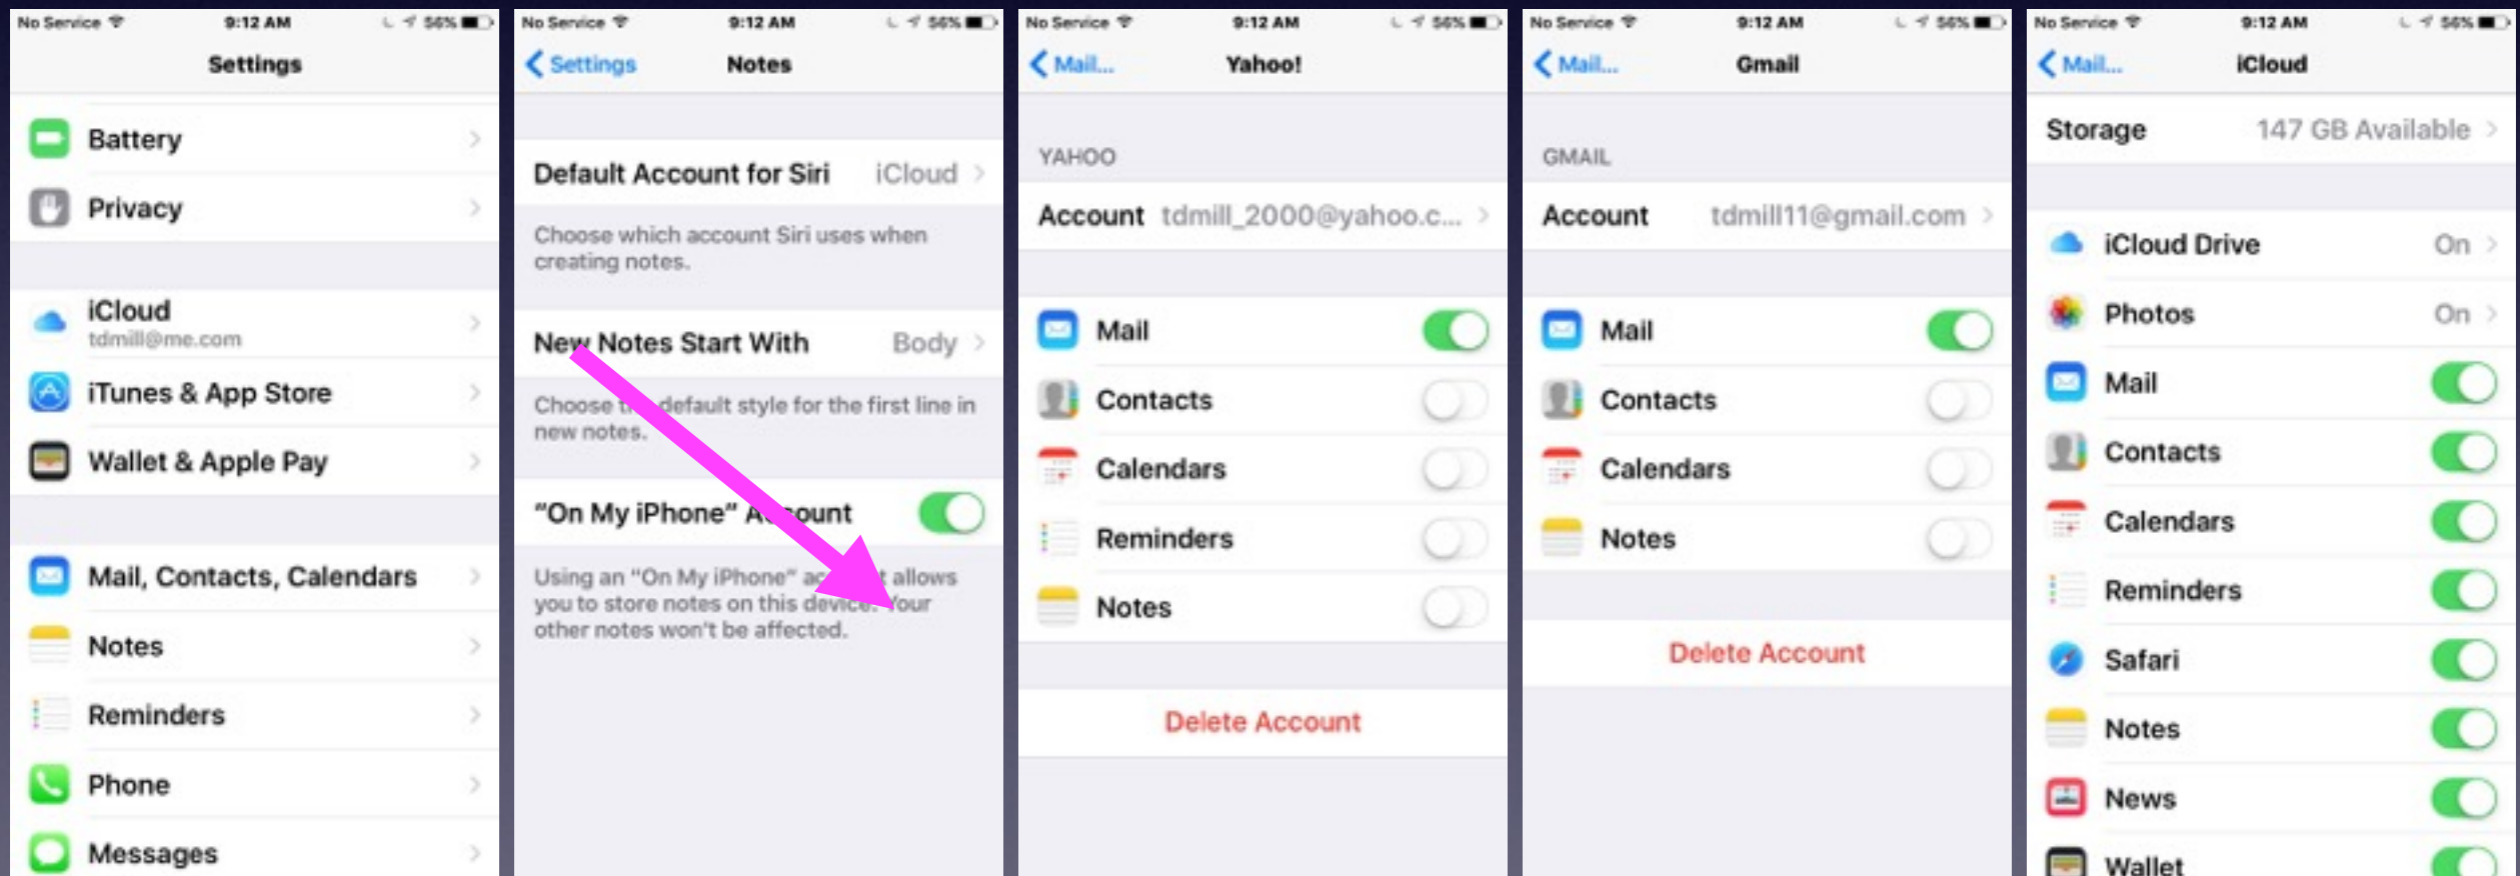 No Service 9:12 AM 56%
Settings
Battery
Privacy
iCloud
tdmill@me.com
iTunes & App Store
Wallet & Apple Pay
Mail, Contacts, Calendars
Notes
Reminders
Phone
Messages
No Service 9:12 AM 56%
Settings Notes
Default Account for Siri iCloud
Choose which account Siri uses when
creating notes.
New Notes Start With Body
Choose the default style for the first line in
new notes.
“On My iPhone” Account
Using an “On My iPhone” account allows
you to store notes on this device. Your
other notes won't be affected.
No Service 9:12 AM 56%
Mail... Yahoo!
YAHOO
Account tdmill_2000@yahoo.c...
Mail
Contacts
Calendars
Reminders
Notes
Delete Account
No Service 9:12 AM 56%
Mail... Gmail
GMAIL
Account tdmill11@gmail.com
Mail
Contacts
Calendars
Notes
Delete Account
No Service 9:12 AM 56%
Mail... iCloud
Storage 147 GB Available
iCloud Drive On
Photos On
Mail
Contacts
Calendars
Reminders
Safari
Notes
News
Wallet